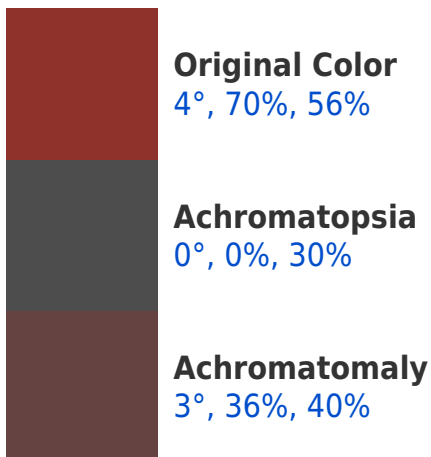 Original Color
4°, 70%, 56%
Achromatopsia
0°, 0%, 30%
Achromatomaly
3°, 36%, 40%